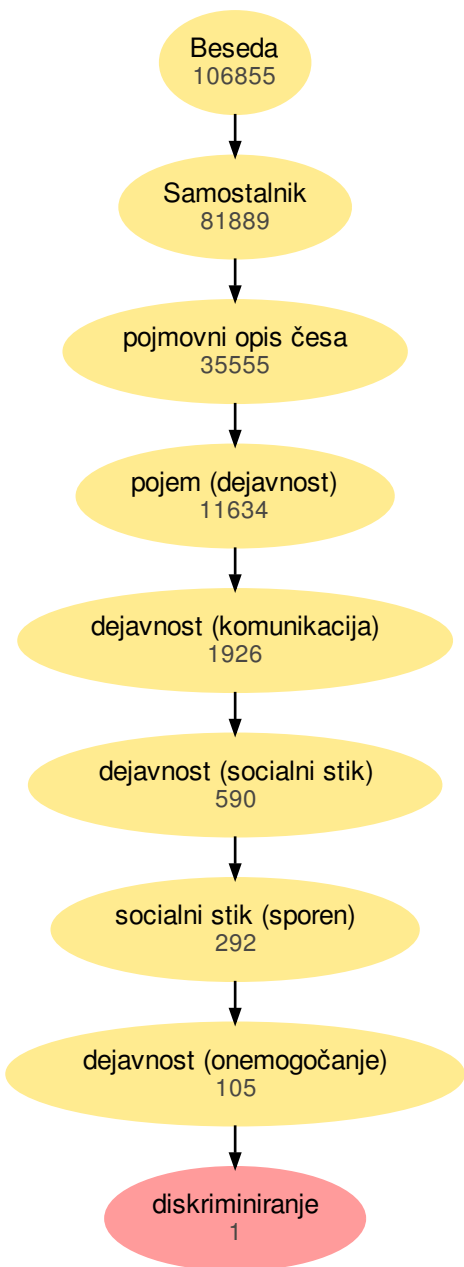 Beseda
106855
Samostalnik
81889
pojmovni opis česa
35555
pojem (dejavnost)
11634
dejavnost (komunikacija)
1926
dejavnost (socialni stik)
590
socialni stik (sporen)
292
dejavnost (onemogočanje)
105
diskriminiranje
1